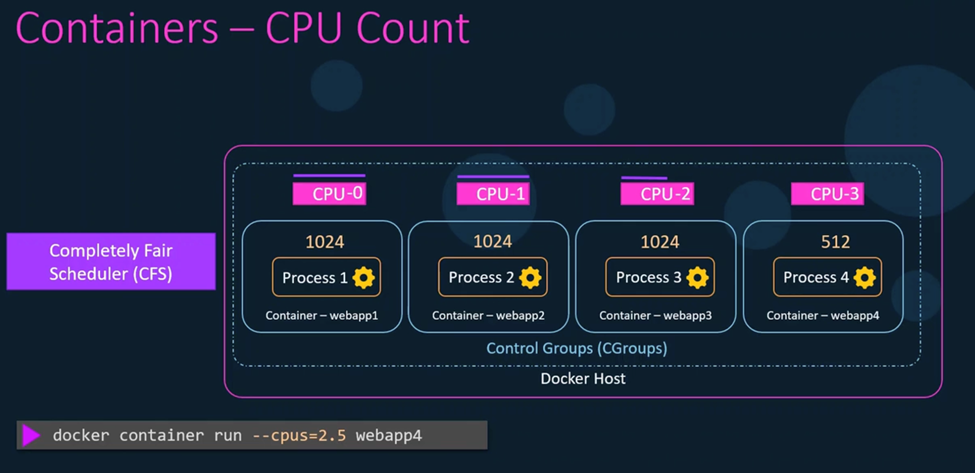 Containers – CPU Count
CPU-0
CPU-1
CPU-2
CPU-3
Completely Fair
Scheduler (CFS)
1024
1024
1024
512
Process 1
Process 2
Process 3
Process 4
Container – webapp1
Container – webapp2
Container – webapp3
Container – webapp4
Control Groups (CGroups)
Docker Host
docker container run --cpus=2.5 webapp4